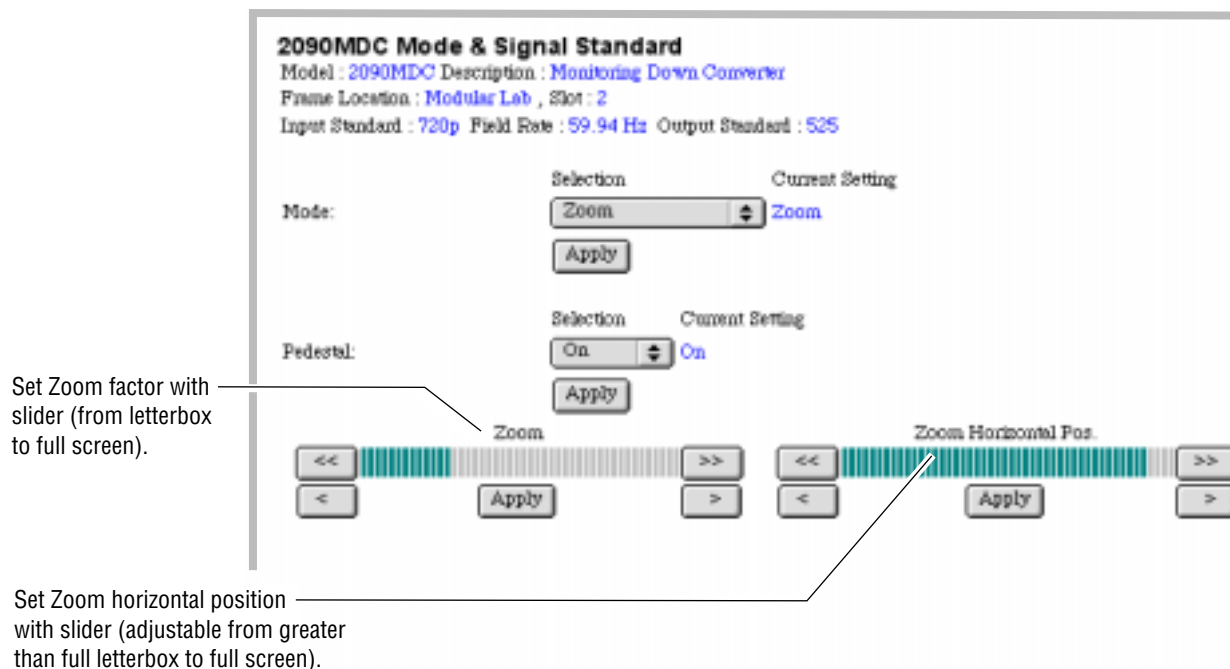 2090MDC Mode & Signal Standard
Model : 2090MDC Description : Monitoring Down Converter
Frame Location : Modular Lab , Slot : 2
Input Standard : 720p Field Rate : 59.94 Hz Output Standard : 525
Selection Current Setting
Mode: Zoom Zoom
Apply
Selection Current Setting
Pedestal: On On
Apply
Set Zoom factor with
slider (from letterbox
to full screen).
Zoom Zoom Horizontal Pos.
<< >> << >>
< Apply > < Apply >
Set Zoom horizontal position
with slider (adjustable from greater
than full letterbox to full screen).